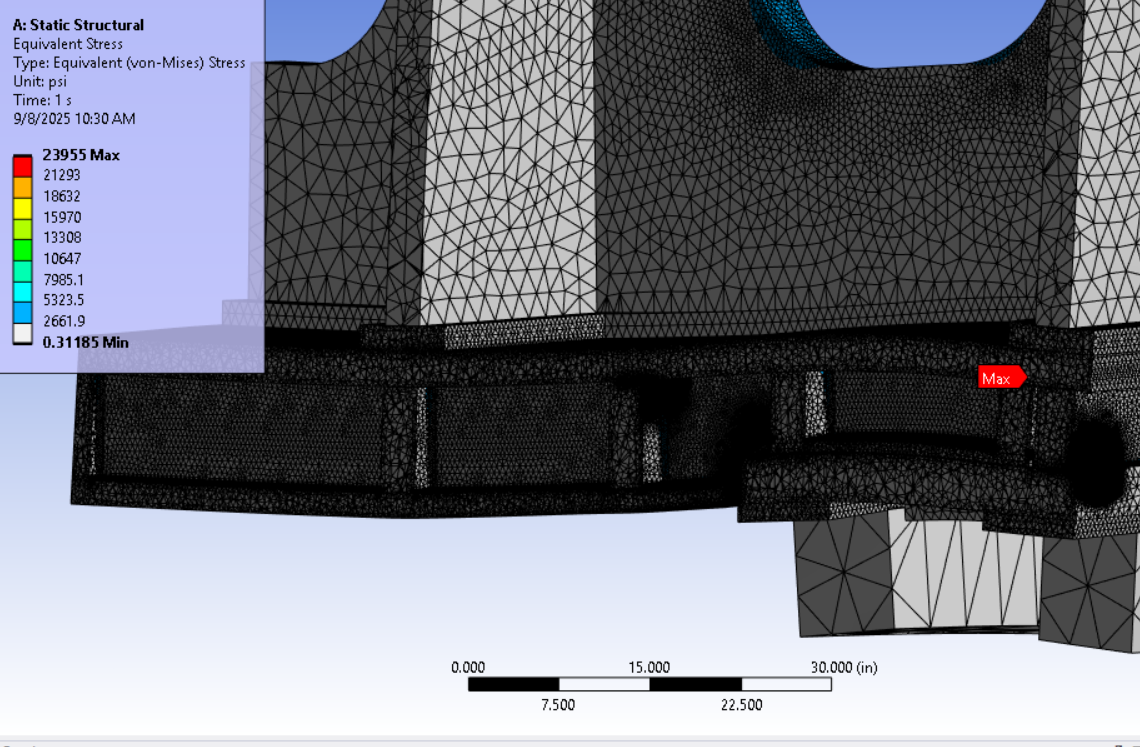 A: Static Structural
Equivalent Stress
Type: Equivalent (von-Mises) Stress
Unit: psi
Time: 1 s
9/8/2025 10:30 AM
23955 Max
21293
18632
15970
13308
10647
7985.1
5323.5
2661.9
0.31185 Min
Max
0.000 15.000 30.000 (in)
7.500 22.500